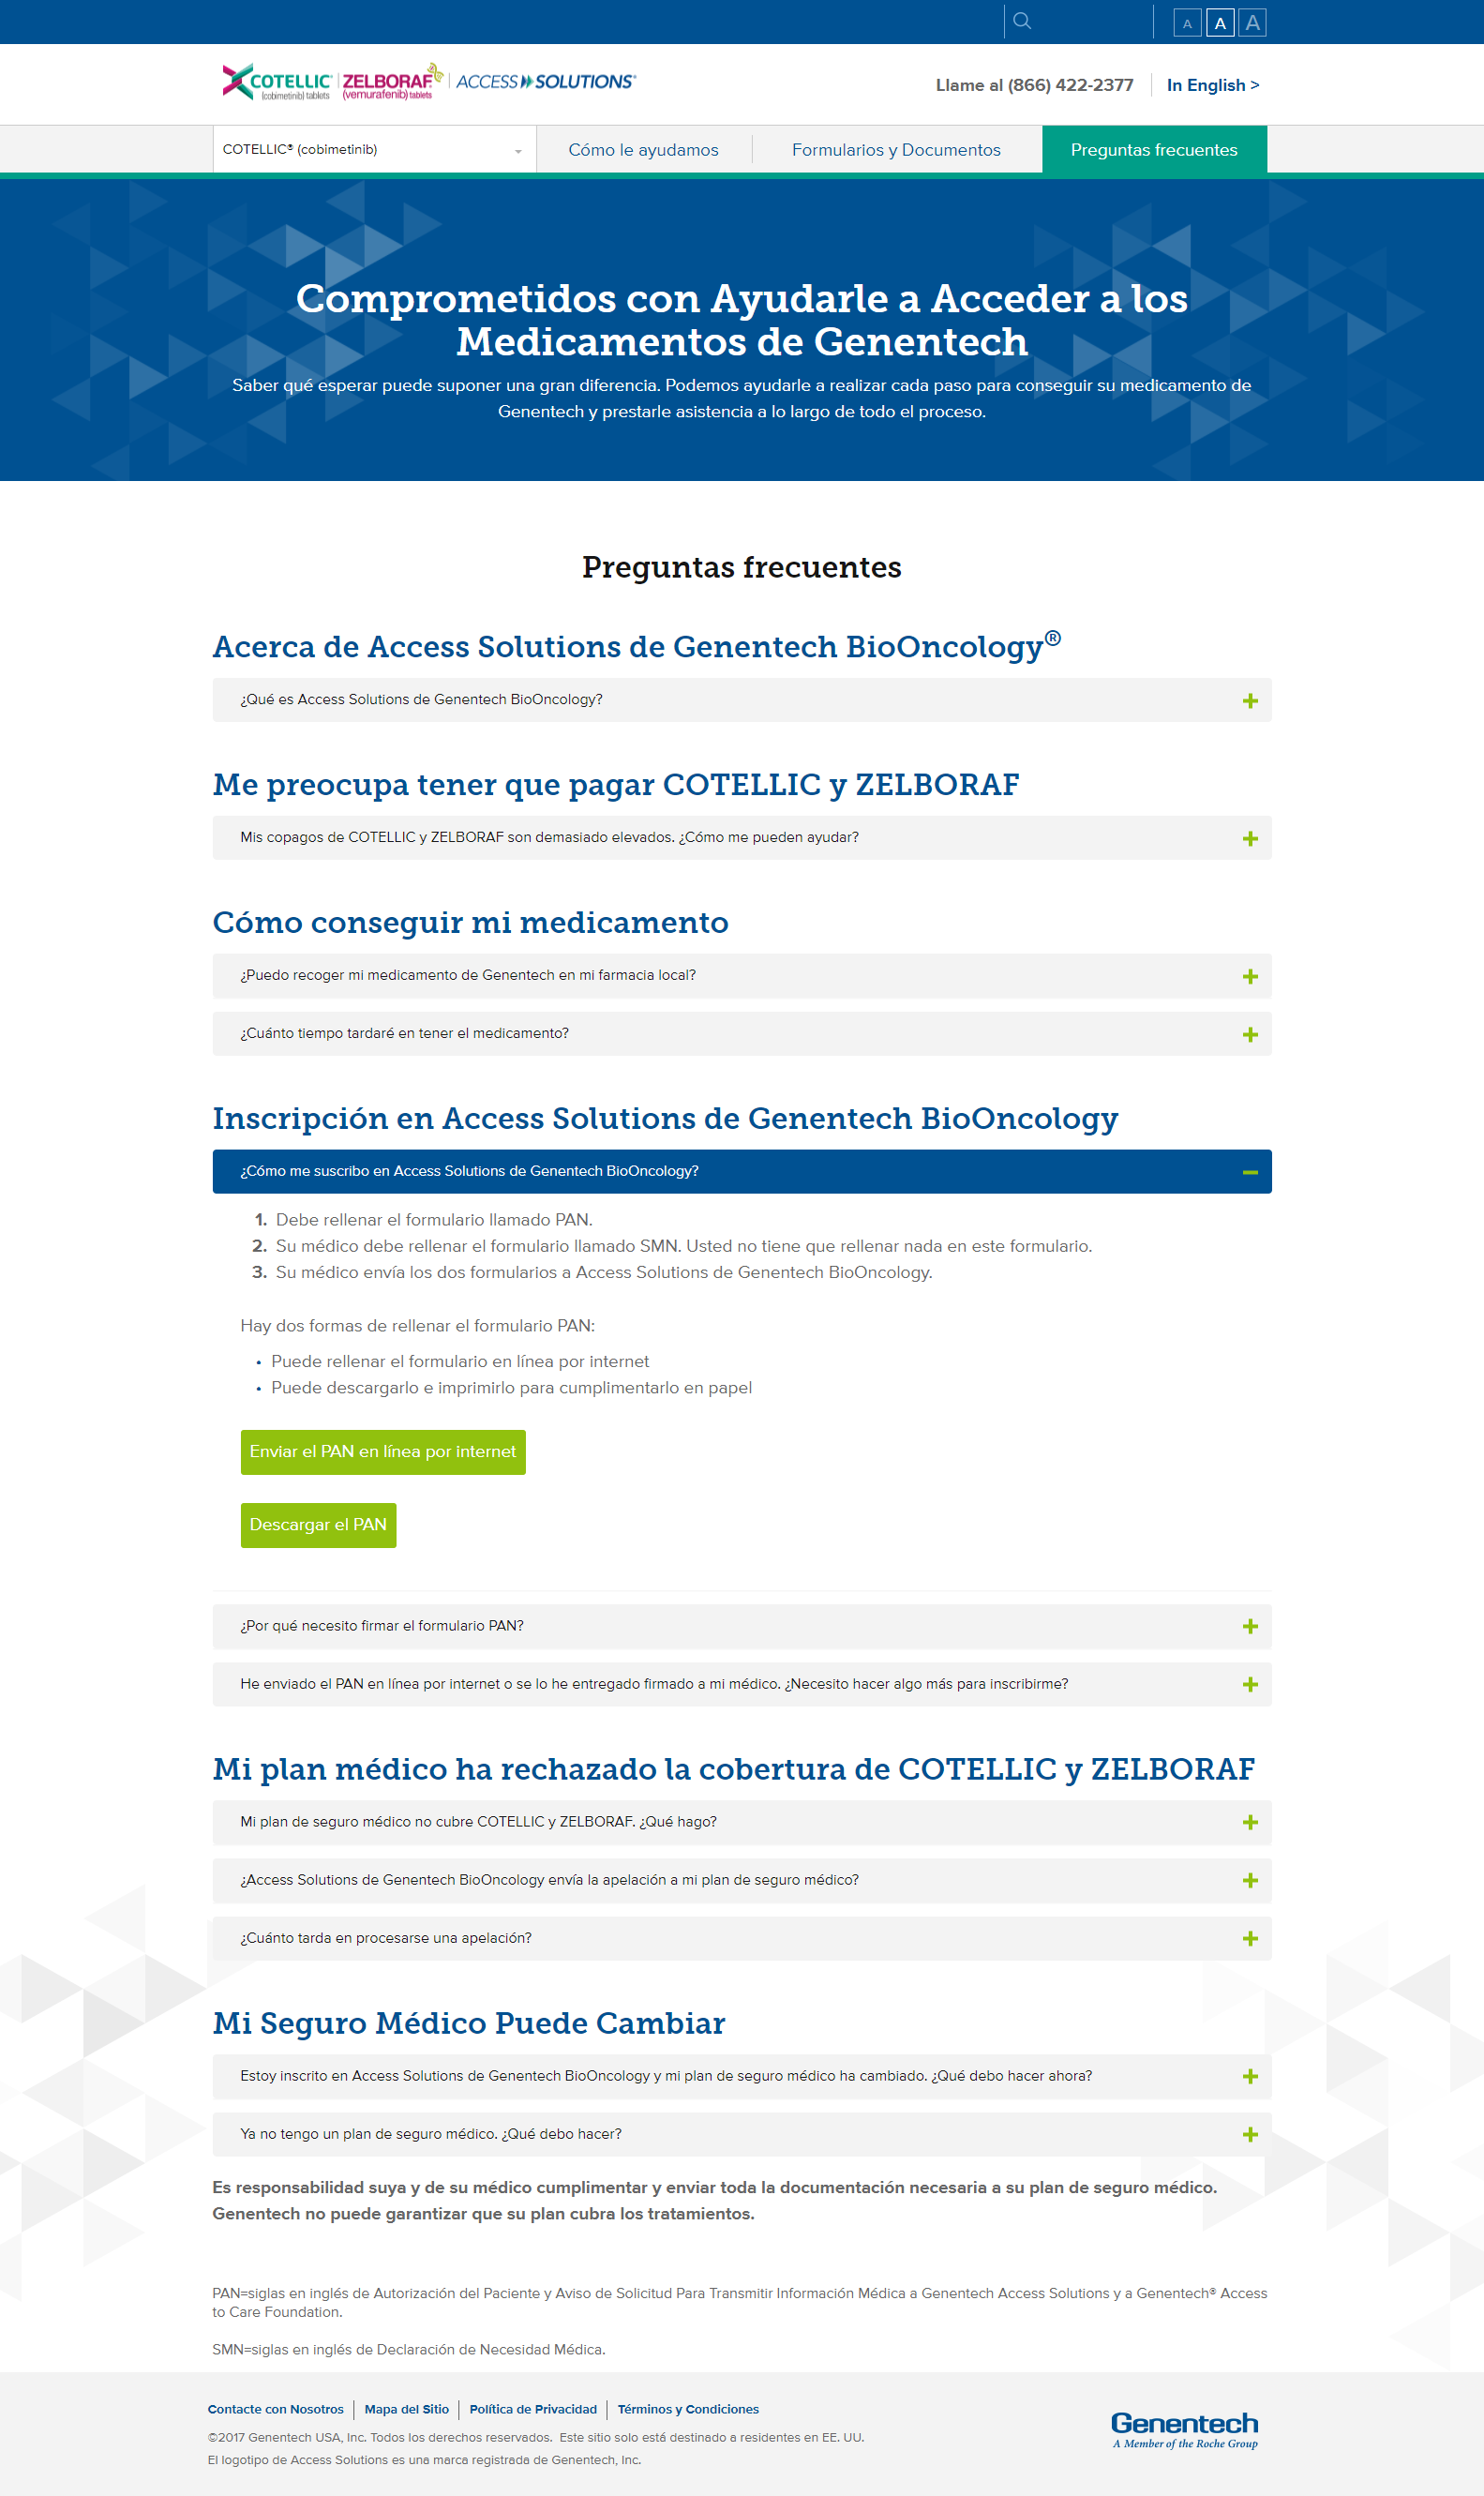 A A A
COTELLIC® (cobimetinib) tablets | ZELBORAF® (vemurafenib) tablets | ACCESS SOLUTIONS®
Llame al (866) 422-2377
In English >
COTELLIC® (cobimetinib)
Cómo le ayudamos
Formularios y Documentos
Preguntas frecuentes
Comprometidos con Ayudarle a Acceder a los
Medicamentos de Genentech
Saber qué esperar puede suponer una gran diferencia. Podemos ayudarle a realizar cada paso para conseguir su medicamento de
Genentech y prestarle asistencia a lo largo de todo el proceso.
Preguntas frecuentes
Acerca de Access Solutions de Genentech BioOncology®
¿Qué es Access Solutions de Genentech BioOncology?
Me preocupa tener que pagar COTELLIC y ZELBORAF
Mis copagos de COTELLIC y ZELBORAF son demasiado elevados. ¿Cómo me pueden ayudar?
Cómo conseguir mi medicamento
¿Puedo recoger mi medicamento de Genentech en mi farmacia local?
¿Cuánto tiempo tardaré en tener el medicamento?
Inscripción en Access Solutions de Genentech BioOncology
¿Cómo me suscribo en Access Solutions de Genentech BioOncology?
1. Debe rellenar el formulario llamado PAN.
2. Su médico debe rellenar el formulario llamado SMN. Usted no tiene que rellenar nada en este formulario.
3. Su médico envía los dos formularios a Access Solutions de Genentech BioOncology.
Hay dos formas de rellenar el formulario PAN:
• Puede rellenar el formulario en línea por internet
• Puede descargarlo e imprimirlo para cumplimentarlo en papel
Enviar el PAN en línea por internet
Descargar el PAN
¿Por qué necesito firmar el formulario PAN?
He enviado el PAN en línea por internet o se lo he entregado firmado a mi médico. ¿Necesito hacer algo más para inscribirme?
Mi plan médico ha rechazado la cobertura de COTELLIC y ZELBORAF
Mi plan de seguro médico no cubre COTELLIC y ZELBORAF. ¿Qué hago?
¿Access Solutions de Genentech BioOncology envía la apelación a mi plan de seguro médico?
¿Cuánto tarda en procesarse una apelación?
Mi Seguro Médico Puede Cambiar
Estoy inscrito en Access Solutions de Genentech BioOncology y mi plan de seguro médico ha cambiado. ¿Qué debo hacer ahora?
Ya no tengo un plan de seguro médico. ¿Qué debo hacer?
Es responsabilidad suya y de su médico cumplimentar y enviar toda la documentación necesaria a su plan de seguro médico.
Genentech no puede garantizar que su plan cubra los tratamientos.
PAN=siglas en inglés de Autorización del Paciente y Aviso de Solicitud Para Transmitir Información Médica a Genentech Access Solutions y a Genentech® Access
to Care Foundation.
SMN=siglas en inglés de Declaración de Necesidad Médica.
Contacte con Nosotros | Mapa del Sitio | Política de Privacidad | Términos y Condiciones
©2017 Genentech USA, Inc. Todos los derechos reservados. Este sitio solo está destinado a residentes en EE. UU.
El logotipo de Access Solutions es una marca registrada de Genentech, Inc.
Genentech
A Member of the Roche Group